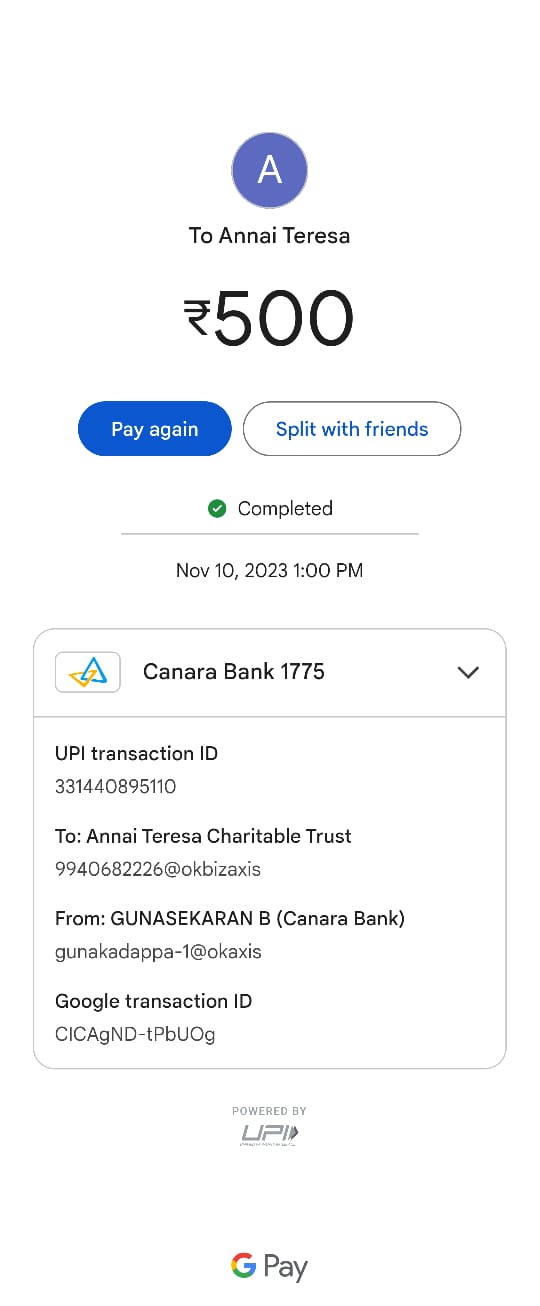 A
To Annai Teresa
₹500
Pay again
Split with friends
Completed
Nov 10, 2023 1:00 PM
Canara Bank 1775
UPI transaction ID
331440895110
To: Annai Teresa Charitable Trust
9940682226@okbizaxis
From: GUNASEKARAN B (Canara Bank)
gunakadappa-1@okaxis
Google transaction ID
CICAgND-tPbUOg
POWERED BY
UPI
G Pay